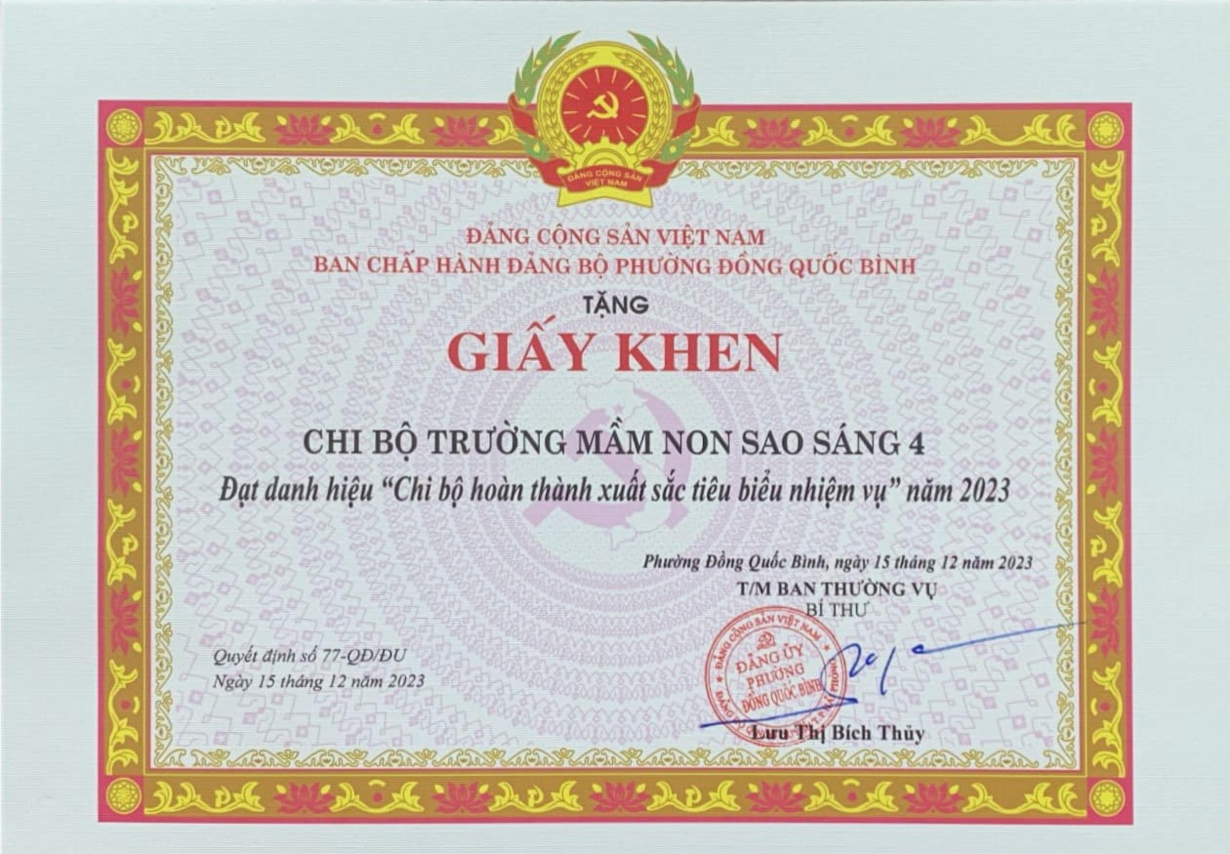 ĐẢNG CỘNG SẢN
VIỆT NAM
ĐẢNG CỘNG SẢN VIỆT NAM
BAN CHẤP HÀNH ĐẢNG BỘ PHƯỜNG ĐỒNG QUỐC BÌNH
TẶNG
GIẤY KHEN
CHI BỘ TRƯỜNG MẦM NON SAO SÁNG 4
Đạt danh hiệu “Chi bộ hoàn thành xuất sắc tiêu biểu nhiệm vụ” năm 2023
Phường Đồng Quốc Bình, ngày 15 tháng 12 năm 2023
T/M BAN THƯỜNG VỤ
BÍ THƯ
ĐẢNG CỘNG SẢN VIỆT NAM
ĐẢNG ỦY
PHƯỜNG
ĐỒNG QUỐC BÌNH
Quyết định số 77-QĐ/ĐU
Ngày 15 tháng 12 năm 2023
Lưu Thị Bích Thủy